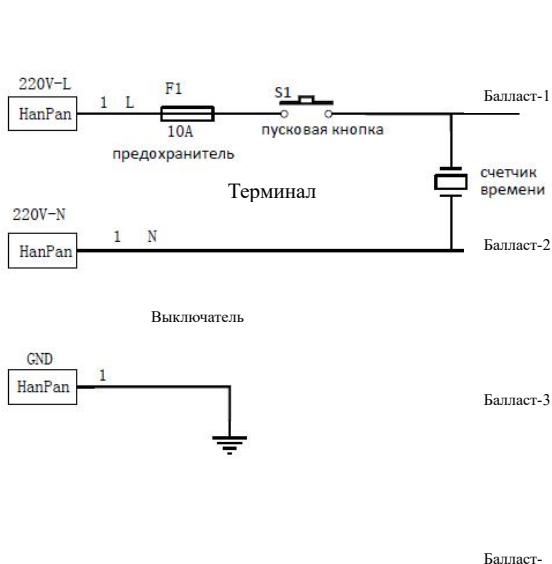 220V-L
HanPan
1 L
F1
10A
предохранитель
S1
пусковая кнопка
Балласт-1
счетчик
времени
Терминал
220V-N
HanPan
1 N
Балласт-2
Выключатель
GND
HanPan
1
Балласт-3
Балласт-